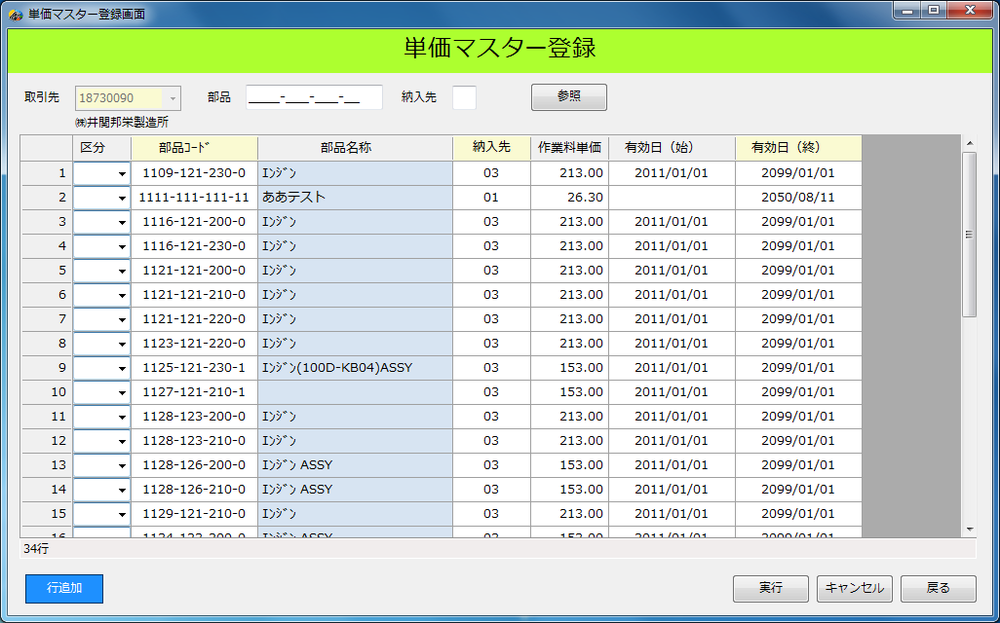 単価マスター登録画面
単価マスター登録
取引先 18730090 部品 _____-___-___-__ 納入先 参照
㈱井関邦栄製造所
区分 部品ｺｰﾄﾞ 部品名称 納入先 作業料単価 有効日（始） 有効日（終）
1 1109-121-230-0 ｴﾝｼﾞﾝ 03 213.00 2011/01/01 2099/01/01
2 1111-111-111-11 ああテスト 01 26.30 2050/08/11
3 1116-121-200-0 ｴﾝｼﾞﾝ 03 213.00 2011/01/01 2099/01/01
4 1116-121-230-0 ｴﾝｼﾞﾝ 03 213.00 2011/01/01 2099/01/01
5 1121-121-200-0 ｴﾝｼﾞﾝ 03 213.00 2011/01/01 2099/01/01
6 1121-121-210-0 ｴﾝｼﾞﾝ 03 213.00 2011/01/01 2099/01/01
7 1121-121-220-0 ｴﾝｼﾞﾝ 03 213.00 2011/01/01 2099/01/01
8 1123-121-220-0 ｴﾝｼﾞﾝ 03 213.00 2011/01/01 2099/01/01
9 1125-121-230-1 ｴﾝｼﾞﾝ(100D-KB04)ASSY 03 153.00 2011/01/01 2099/01/01
10 1127-121-210-1 03 153.00 2011/01/01 2099/01/01
11 1128-123-200-0 ｴﾝｼﾞﾝ 03 213.00 2011/01/01 2099/01/01
12 1128-123-210-0 ｴﾝｼﾞﾝ 03 213.00 2011/01/01 2099/01/01
13 1128-126-200-0 ｴﾝｼﾞﾝ ASSY 03 153.00 2011/01/01 2099/01/01
14 1128-126-210-0 ｴﾝｼﾞﾝ ASSY 03 153.00 2011/01/01 2099/01/01
15 1129-121-210-0 ｴﾝｼﾞﾝ 03 213.00 2011/01/01 2099/01/01
34行
行追加 実行 キャンセル 戻る